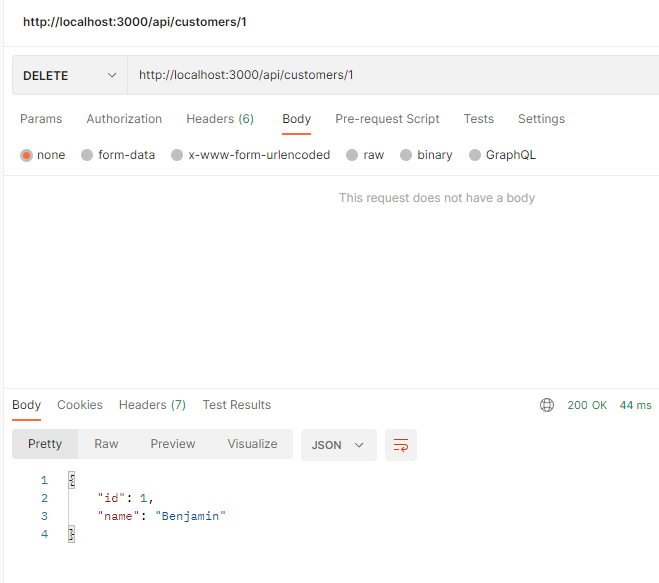 http://localhost:3000/api/customers/1
DELETE http://localhost:3000/api/customers/1
Params Authorization Headers (6) Body Pre-request Script Tests Settings
none form-data x-www-form-urlencoded raw binary GraphQL
This request does not have a body
Body Cookies Headers (7) Test Results 200 OK 44 ms
Pretty Raw Preview Visualize JSON
1 {
2 "id": 1,
3 "name": "Benjamin"
4 }